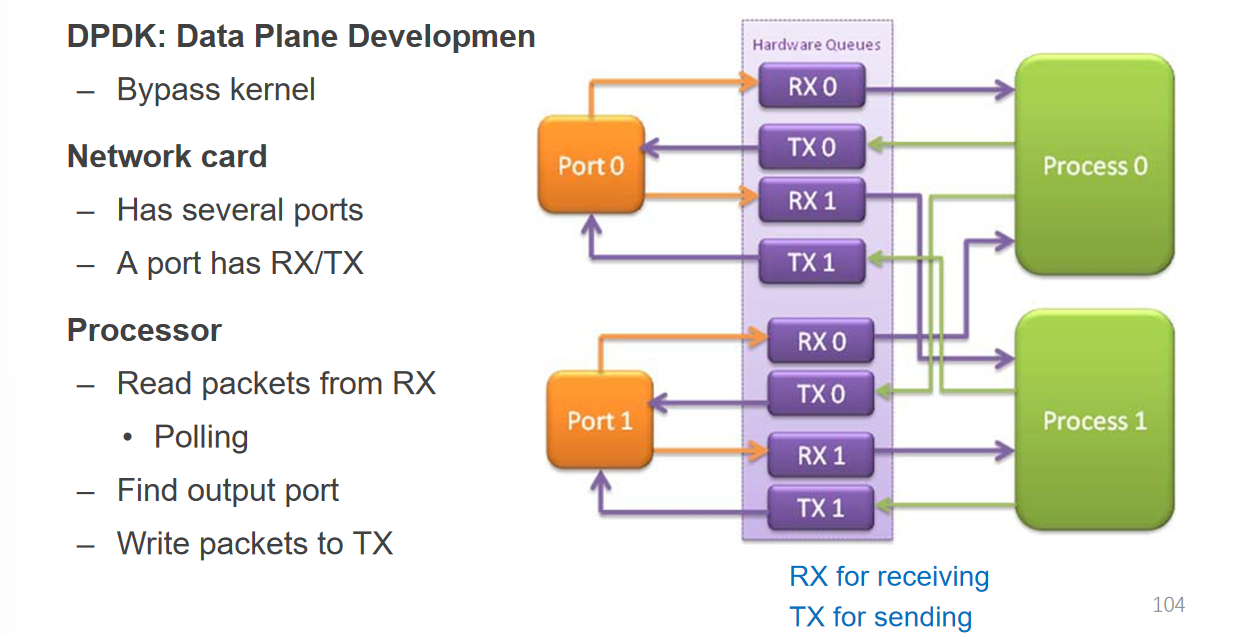 DPDK: Data Plane Developmen
– Bypass kernel
Network card
– Has several ports
– A port has RX/TX
Processor
– Read packets from RX
• Polling
– Find output port
– Write packets to TX
Hardware Queues
Port 0
RX 0
TX 0
RX 1
TX 1
Process 0
Port 1
RX 0
TX 0
RX 1
TX 1
Process 1
RX for receiving
TX for sending
104